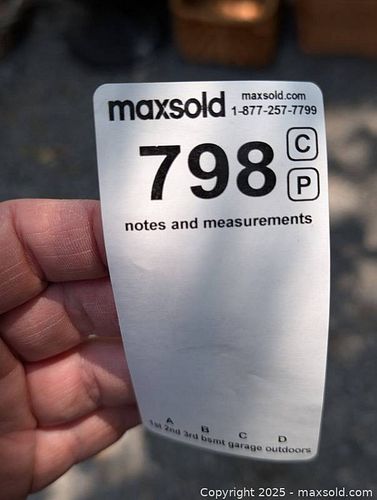 maxsold maxsold.com
1-877-257-7799
798 C
P
notes and measurements
A B C D
1st 2nd 3rd bsmt garage outdoors
Copyright © 2025 - maxsold.com